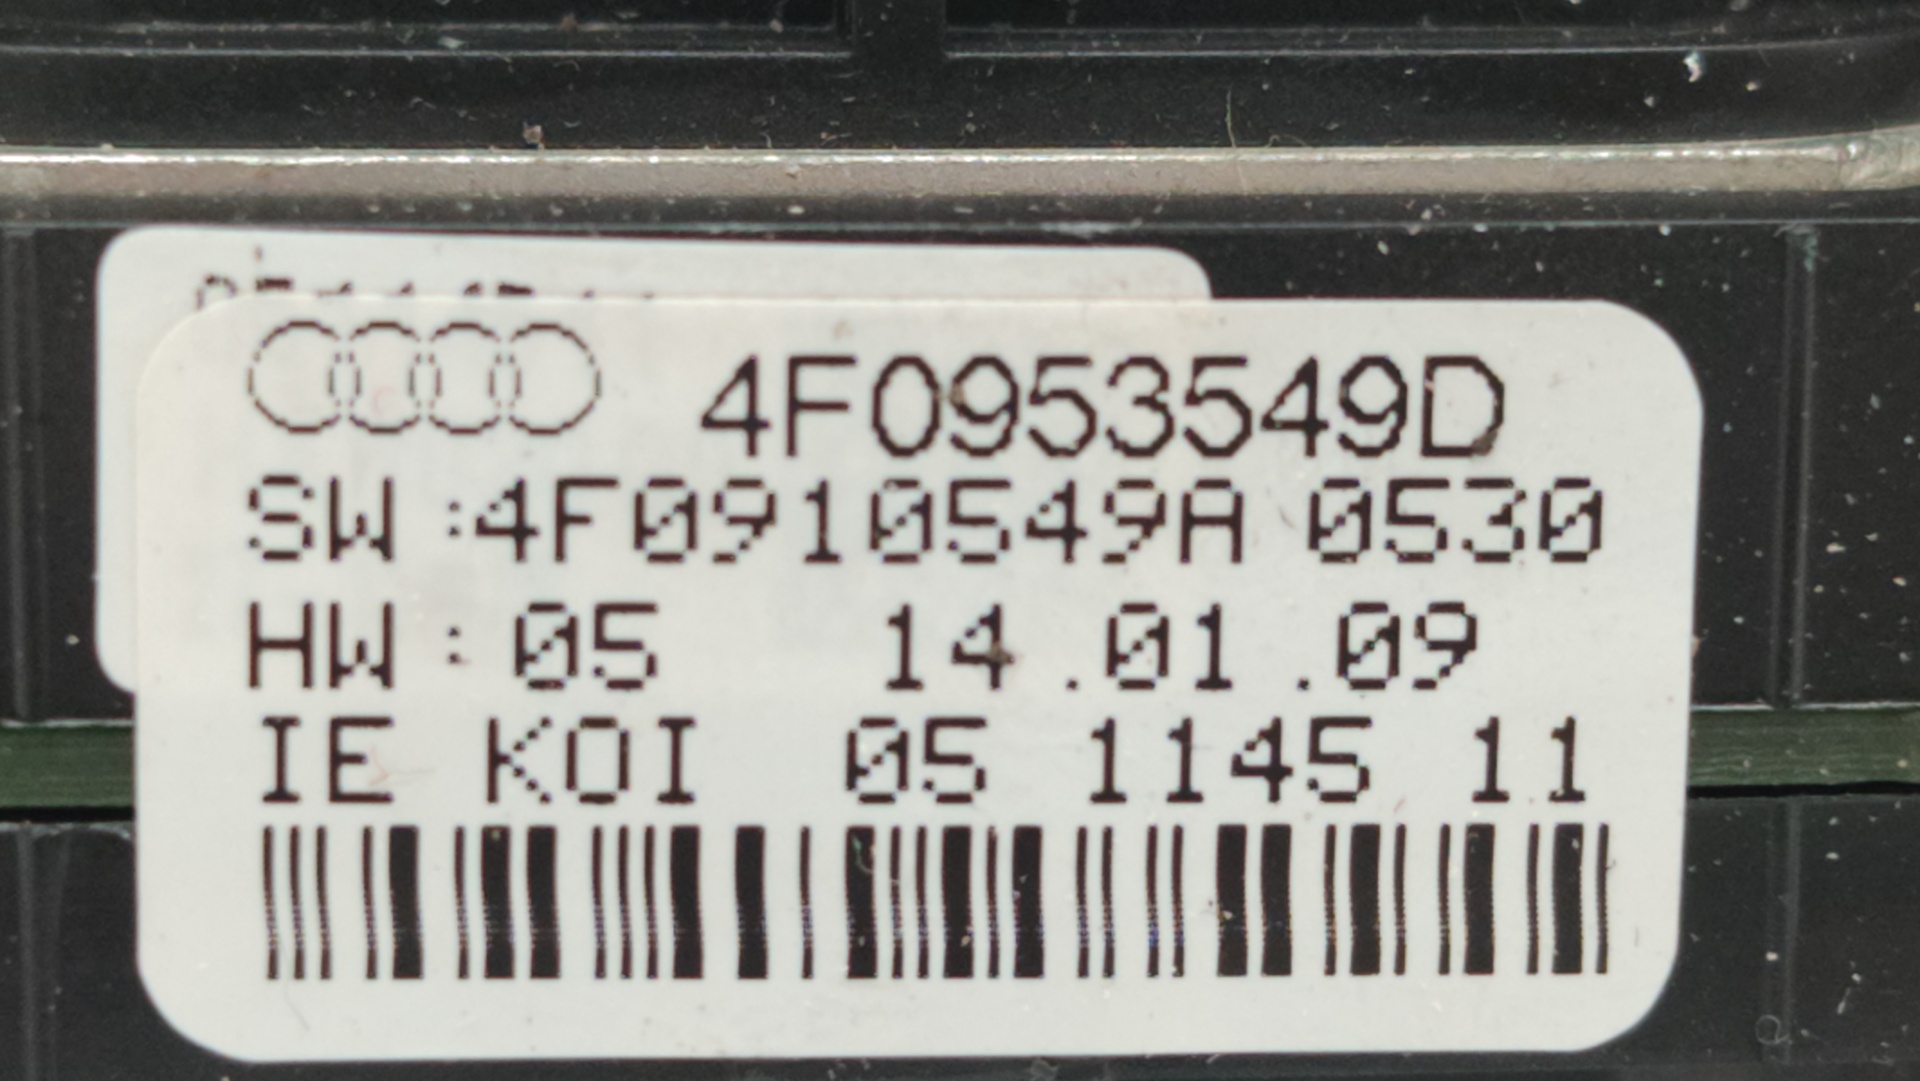 4F0953549D
SW :4F0910549A 0530
HW : 05 14.01.09
IE KOI 05 1145 11